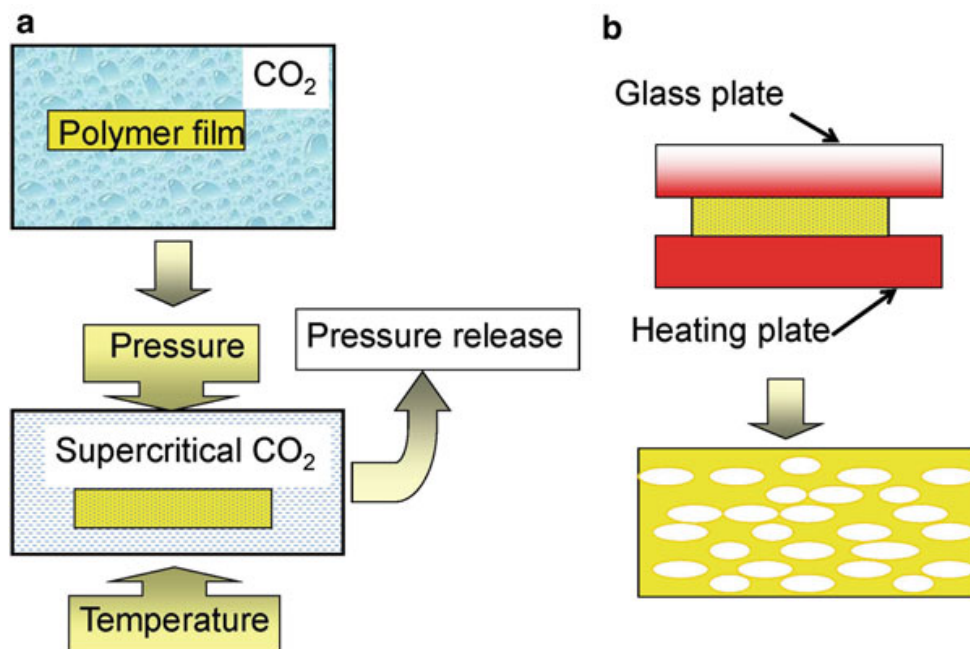 a
CO₂
Polymer film
Pressure
Pressure release
Supercritical CO₂
Temperature
b
Glass plate
Heating plate